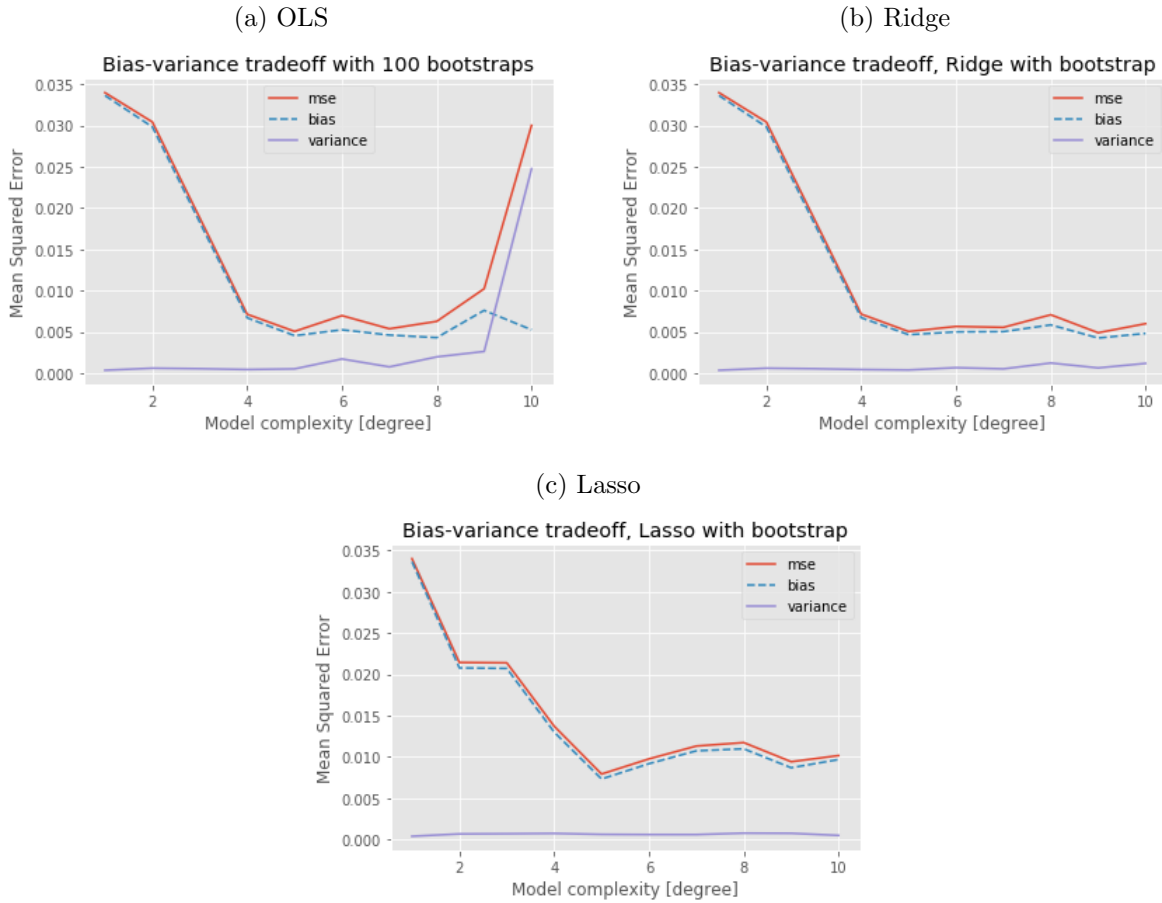 (a) OLS
Bias-variance tradeoff with 100 bootstraps
mse
bias
variance
0.035
0.030
0.025
0.020
0.015
0.010
0.005
0.000
Mean Squared Error
2 4 6 8 10
Model complexity [degree]
(b) Ridge
Bias-variance tradeoff, Ridge with bootstrap
mse
bias
variance
0.035
0.030
0.025
0.020
0.015
0.010
0.005
0.000
Mean Squared Error
2 4 6 8 10
Model complexity [degree]
(c) Lasso
Bias-variance tradeoff, Lasso with bootstrap
mse
bias
variance
0.035
0.030
0.025
0.020
0.015
0.010
0.005
0.000
Mean Squared Error
2 4 6 8 10
Model complexity [degree]